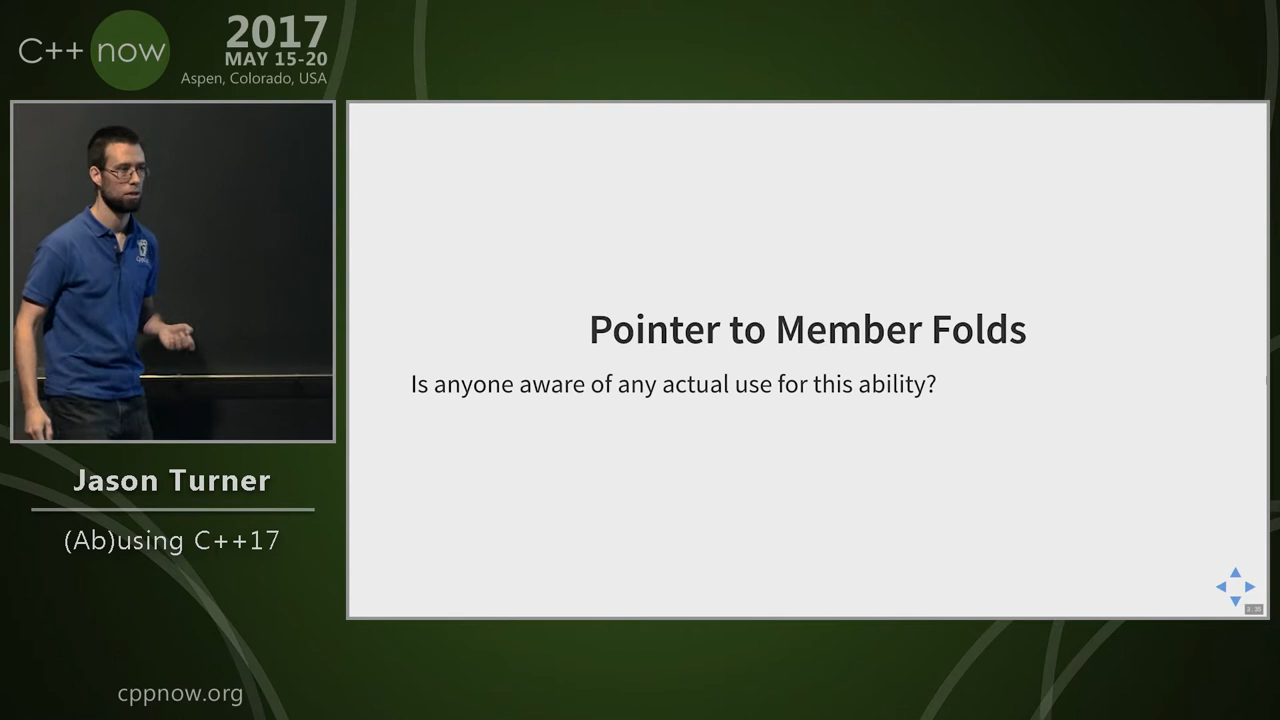 C++ now
2017
MAY 15-20
Aspen, Colorado, USA
Pointer to Member Folds
Is anyone aware of any actual use for this ability?
Jason Turner
(Ab)using C++17
cppnow.org